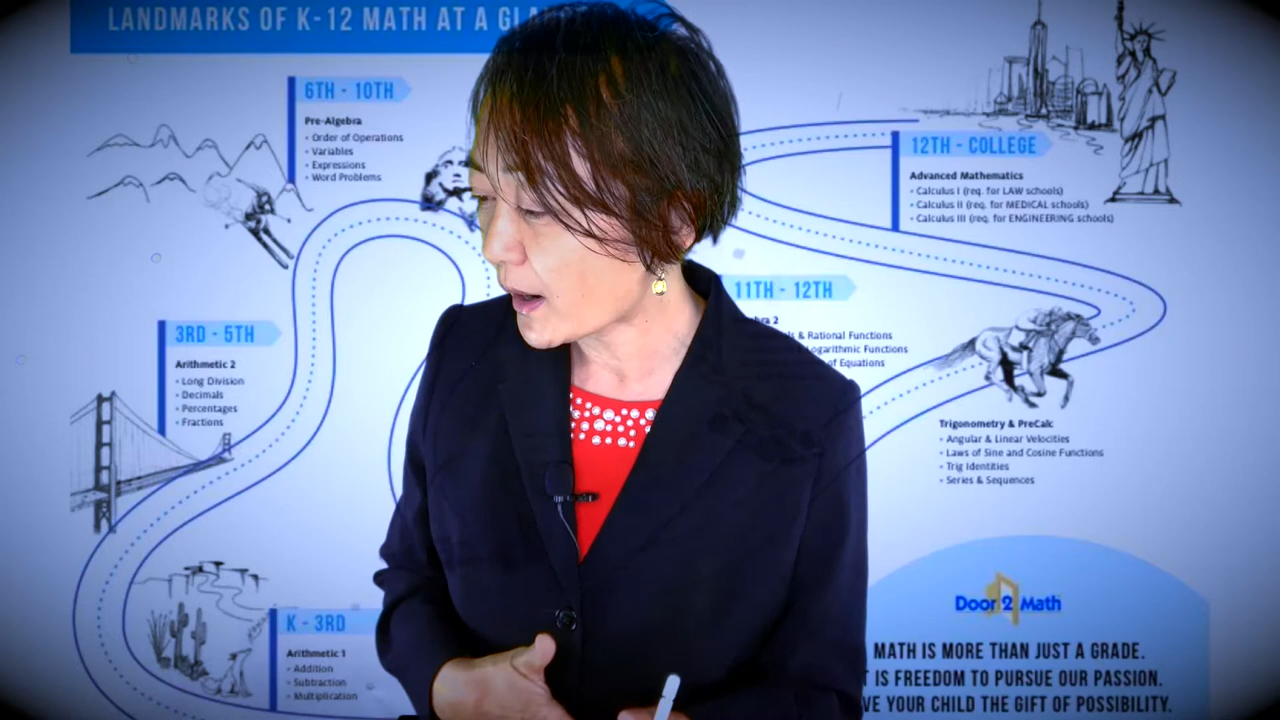 LANDMARKS OF K-12 MATH AT A
6TH - 10TH
Pre-Algebra
• Order of Operations
• Variables
• Expressions
• Word Problems
12TH - COLLEGE
Advanced Mathematics
• Calculus I (req. for LAW schools)
• Calculus II (req. for MEDICAL schools)
• Calculus III (req. for ENGINEERING schools)
11TH - 12TH
2
& Rational Functions
Logarithmic Functions
of Equations
3RD - 5TH
Arithmetic 2
• Long Division
• Decimals
• Percentages
• Fractions
Trigonometry & PreCalc
• Angular & Linear Velocities
• Laws of Sine and Cosine Functions
• Trig Identities
• Series & Sequences
K - 3RD
Arithmetic 1
• Addition
• Subtraction
• Multiplication
Door 2 Math
MATH IS MORE THAN JUST A GRADE.
IS FREEDOM TO PURSUE OUR PASSION.
YOUR CHILD THE GIFT OF POSSIBILITY.